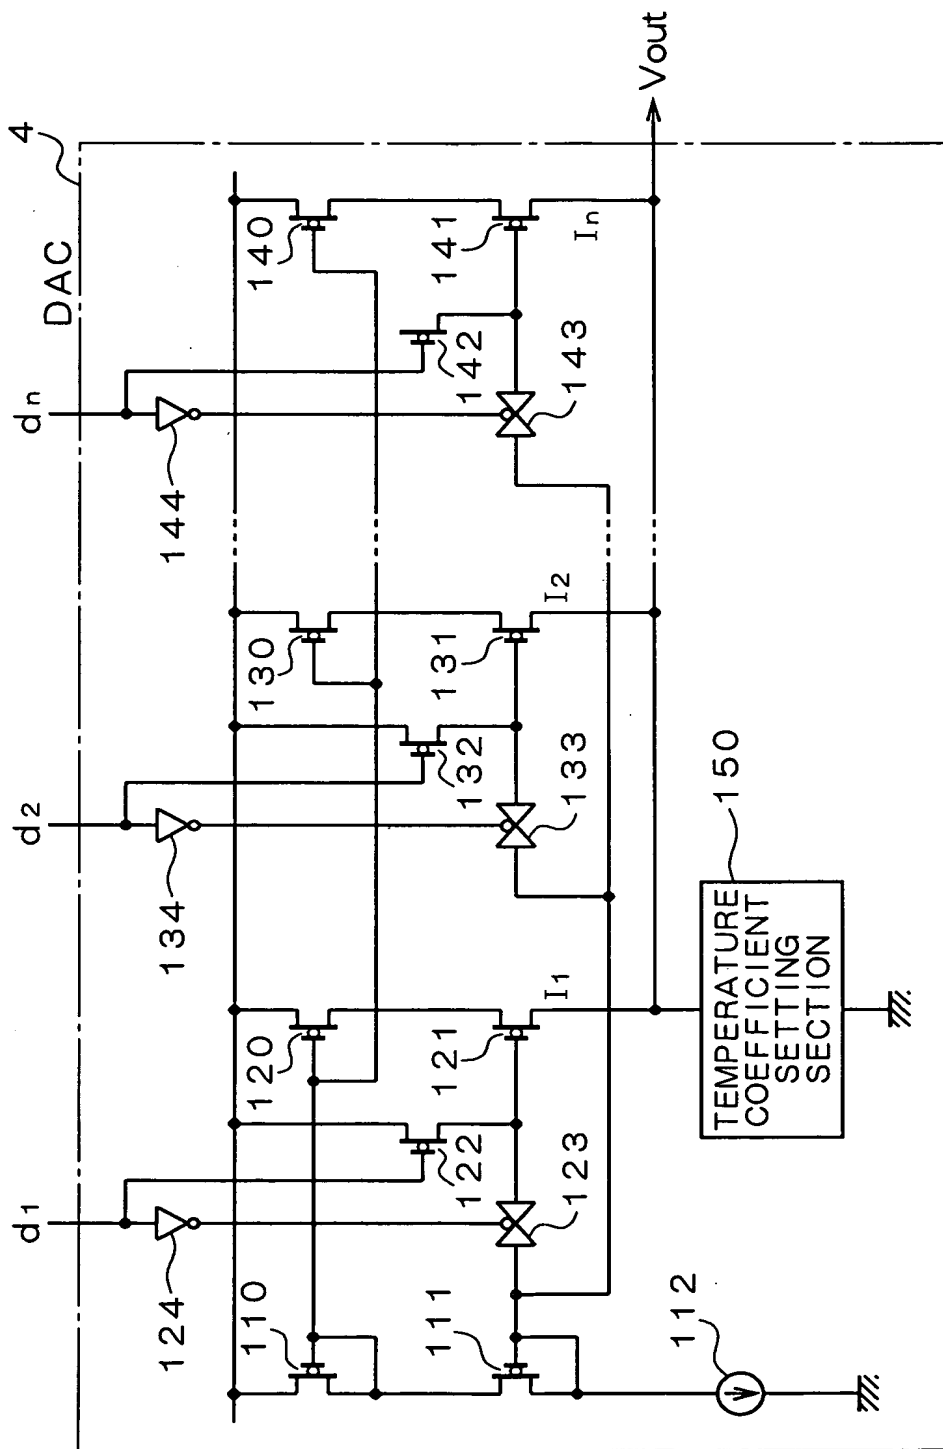 4
DAC
d1
d2
dn
124
134
144
110
120
130
140
122
132
142
111
121
131
141
123
133
143
I1
I2
In
Vout
112
150
TEMPERATURE
COEFFICIENT
SETTING
SECTION